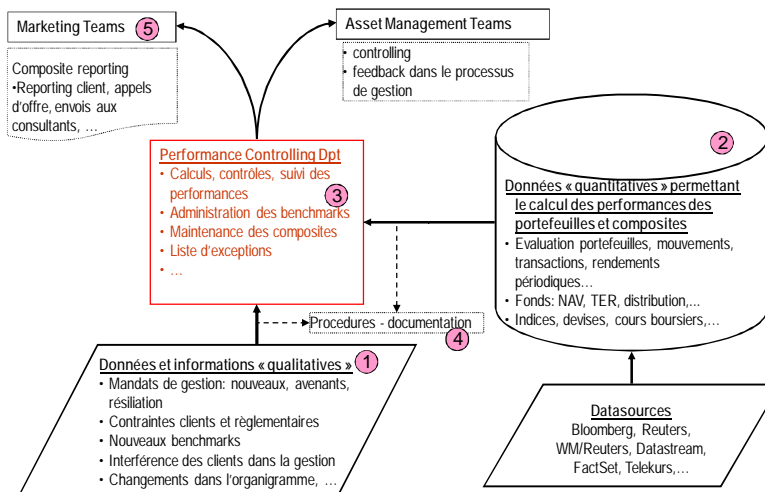 Marketing Teams
5
Asset Management Teams
Composite reporting
•Reporting client, appels
d'offre, envois aux
consultants, …
• controlling
• feedback dans le processus
de gestion
Performance Controlling Dpt
• Calculs, contrôles, suivi des
performances
3
• Administration des benchmarks
• Maintenance des composites
• Liste d'exceptions
• …
2
Données « quantitatives » permettant
le calcul des performances des
portefeuilles et composites
• Evaluation portefeuilles, mouvements,
transactions, rendements
périodiques…
• Fonds: NAV, TER, distribution,...
• Indices, devises, cours boursiers,…
Procedures - documentation
4
Données et informations « qualitatives »
1
• Mandats de gestion: nouveaux, avenants,
résiliation
• Contraintes clients et règlementaires
• Nouveaux benchmarks
• Interférence des clients dans la gestion
• Changements dans l'organigramme, …
Datasources
Bloomberg, Reuters,
WM/Reuters, Datastream,
FactSet, Telekurs,…